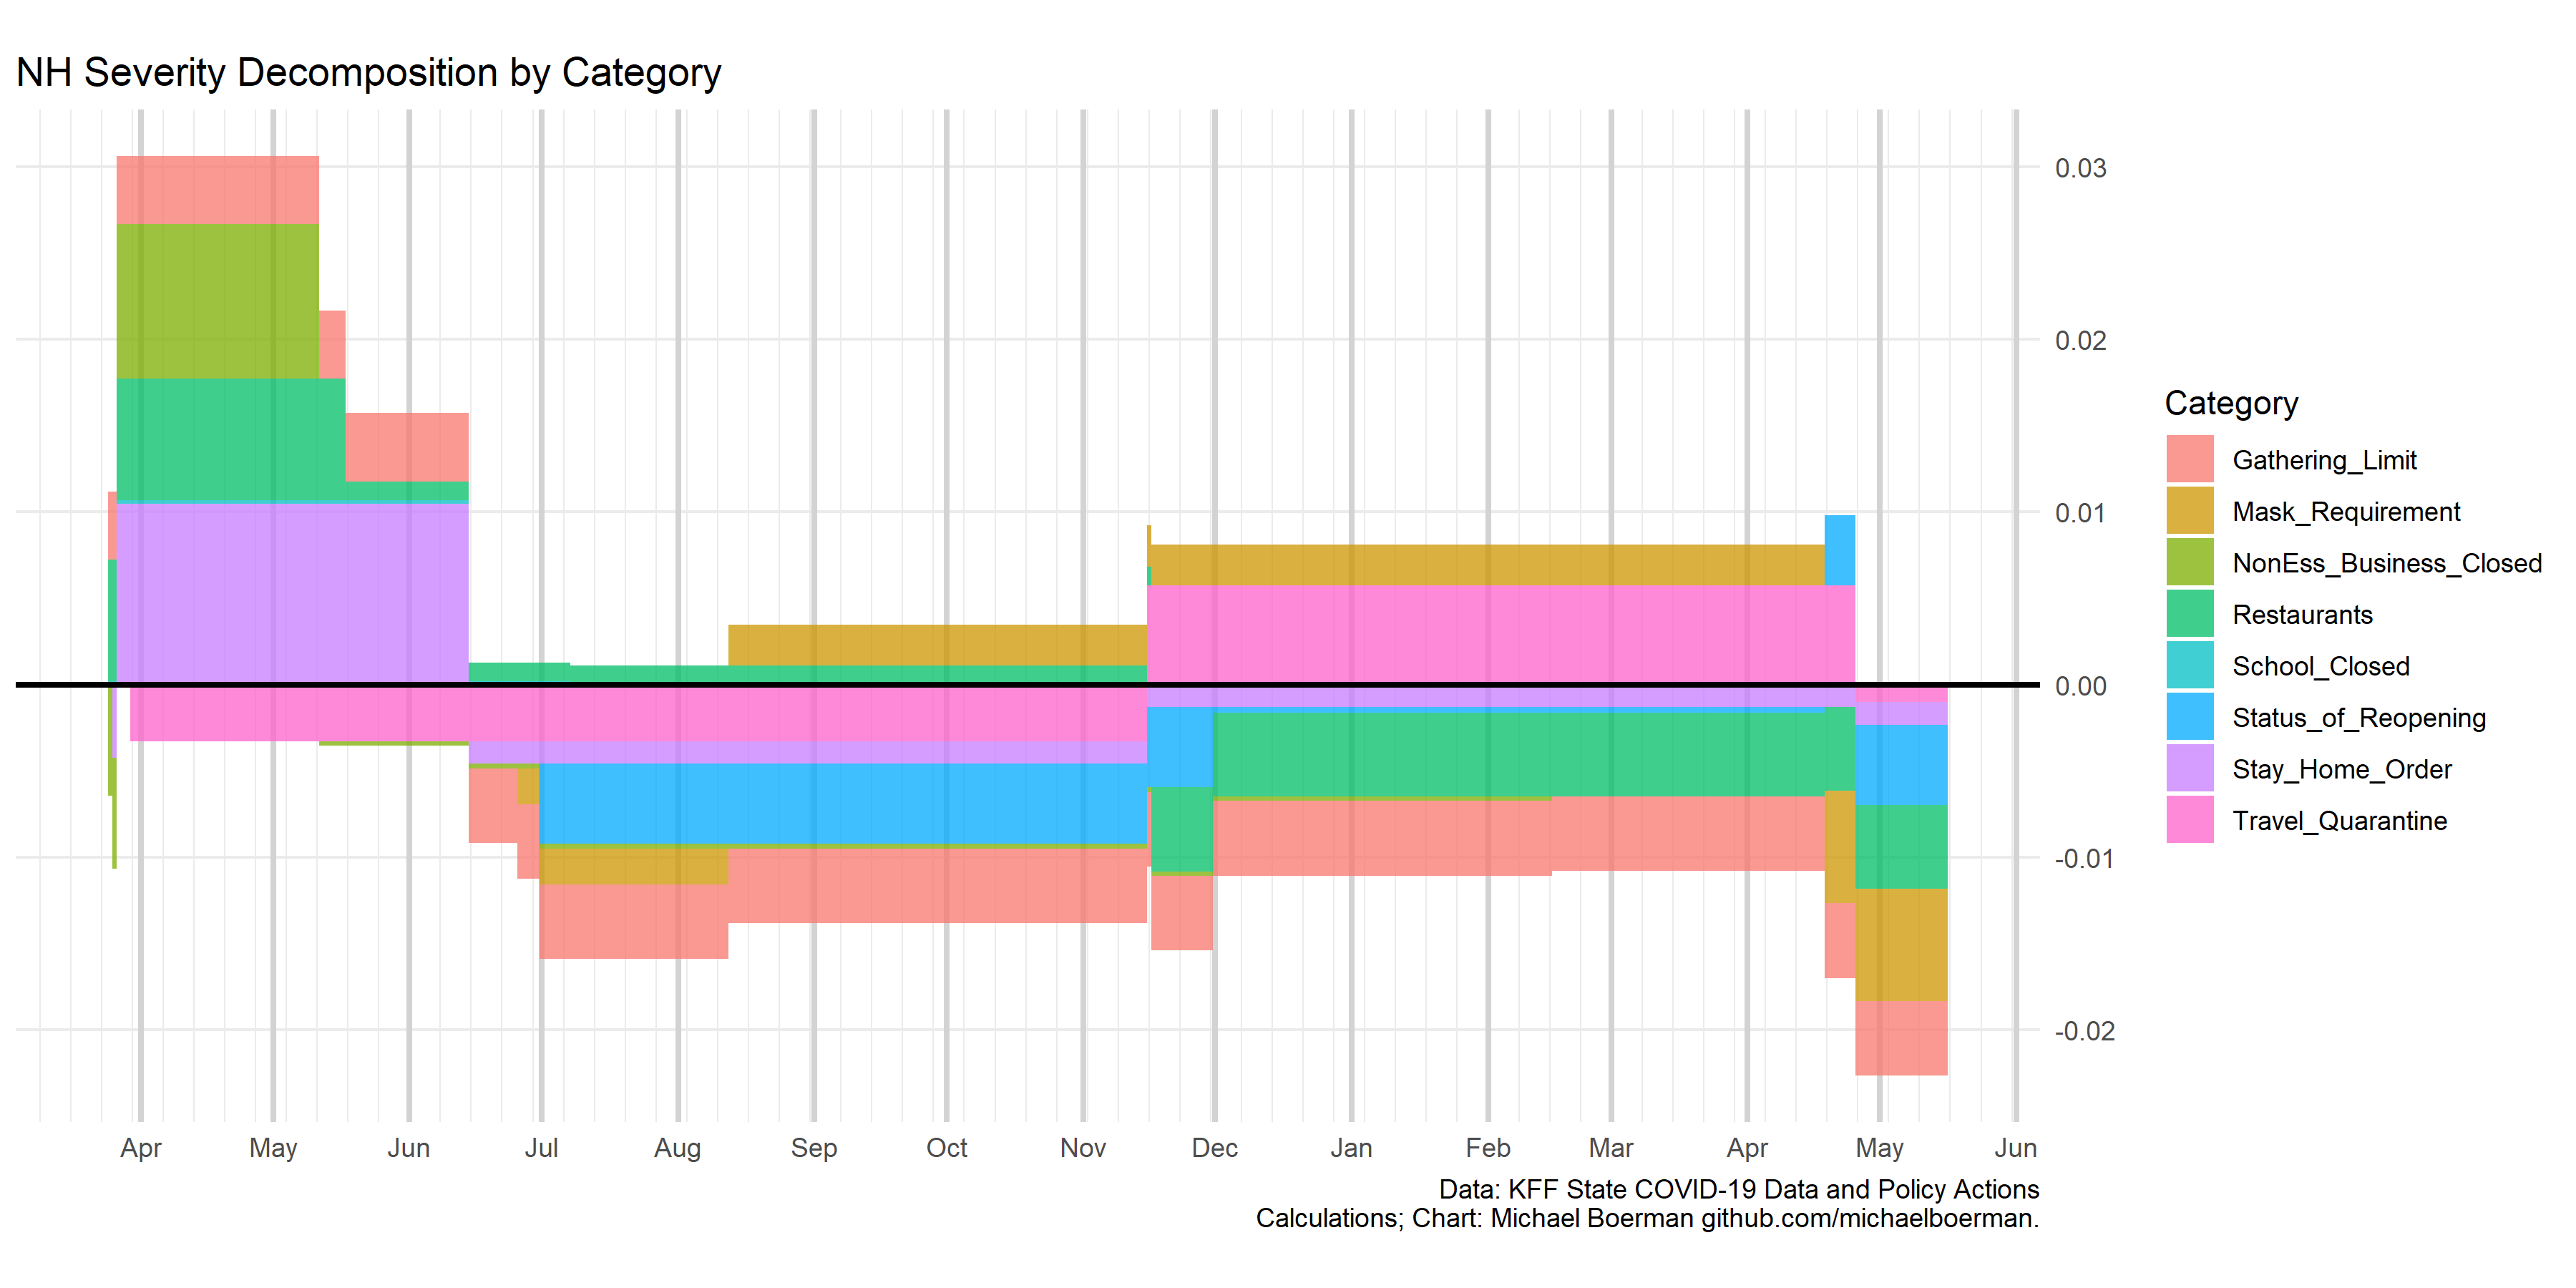 NH Severity Decomposition by Category
0.03
0.02
0.01
0.00
-0.01
-0.02
Apr May Jun Jul Aug Sep Oct Nov Dec Jan Feb Mar Apr May Jun
Data: KFF State COVID-19 Data and Policy Actions
Calculations; Chart: Michael Boerman github.com/michaelboerman.
Category
Gathering_Limit
Mask_Requirement
NonEss_Business_Closed
Restaurants
School_Closed
Status_of_Reopening
Stay_Home_Order
Travel_Quarantine